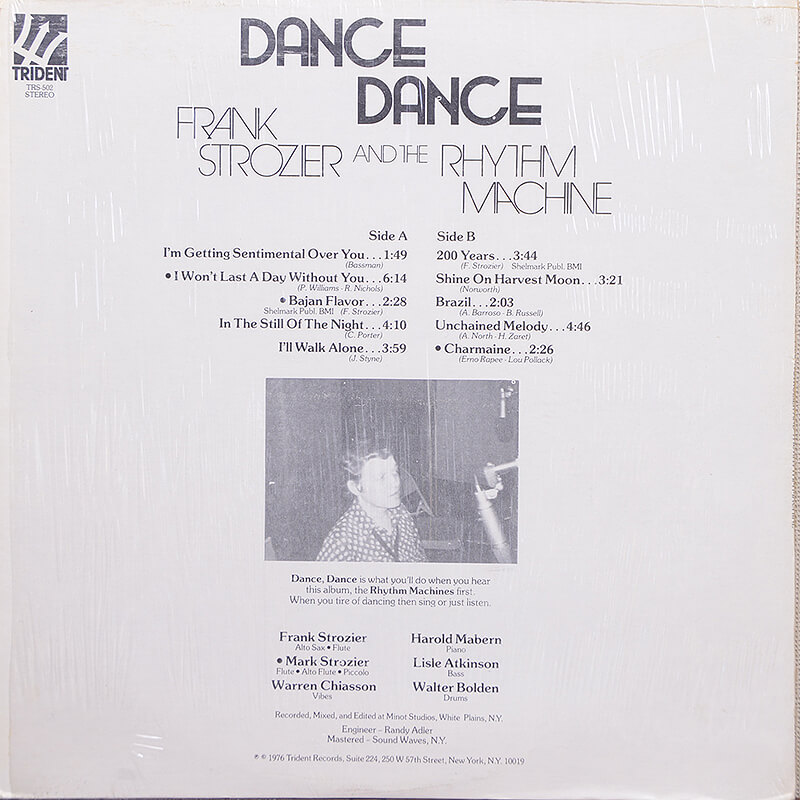 TRIDENT
TRS-502
STEREO
DANCE
DANCE
FRANK
STROZIER AND THE RHYTHM
MACHINE
Side A
I'm Getting Sentimental Over You...1:49
(Bassman)
• I Won't Last A Day Without You...6:14
(P. Williams - R. Nichols)
• Bajan Flavor...2:28
Shelmark Publ. BMI (F. Strozier)
In The Still Of The Night...4:10
(C. Porter)
I'll Walk Alone...3:59
(J. Styne)
Side B
200 Years...3:44
(F. Strozier) Shelmark Publ. BMI
Shine On Harvest Moon...3:21
(Norworth)
Brazil...2:03
(A. Barroso - B. Russell)
Unchained Melody...4:46
(A. North - H. Zaret)
• Charmaine...2:26
(Erno Rapee - Lou Pollack)
Dance, Dance is what you'll do when you hear
this album, the Rhythm Machines first.
When you tire of dancing then sing or just listen.
Frank Strozier
Alto Sax • Flute
• Mark Strozier
Flute • Alto Flute • Piccolo
Warren Chiasson
Vibes
Harold Mabern
Piano
Lisle Atkinson
Bass
Walter Bolden
Drums
Recorded, Mixed, and Edited at Minot Studios, White Plains, N.Y.
Engineer - Randy Adler
Mastered - Sound Waves, N.Y.
℗ © 1976 Trident Records, Suite 224, 250 W 57th Street, New York, N.Y. 10019